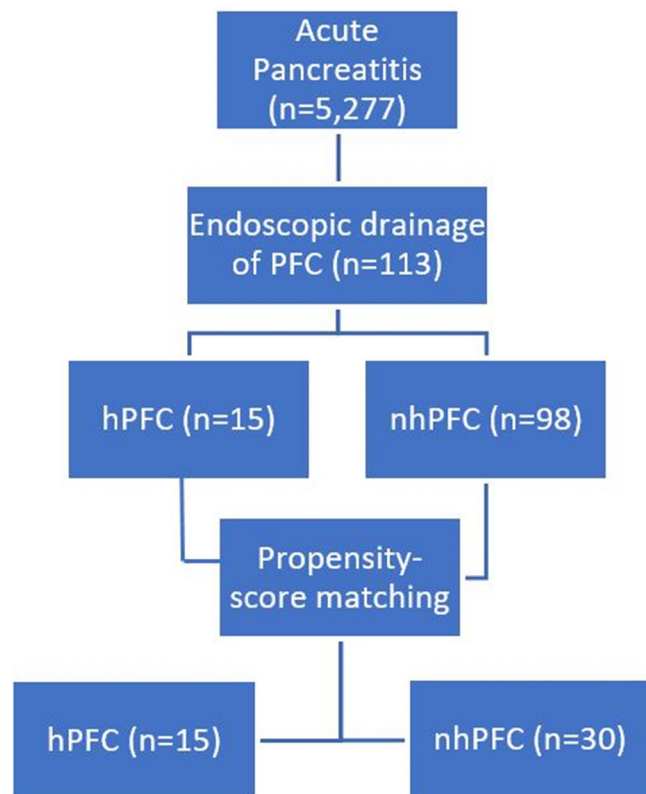 Acute
Pancreatitis
(n=5,277)
Endoscopic drainage
of PFC (n=113)
hPFC (n=15)
nhPFC (n=98)
Propensity-
score matching
hPFC (n=15)
nhPFC (n=30)